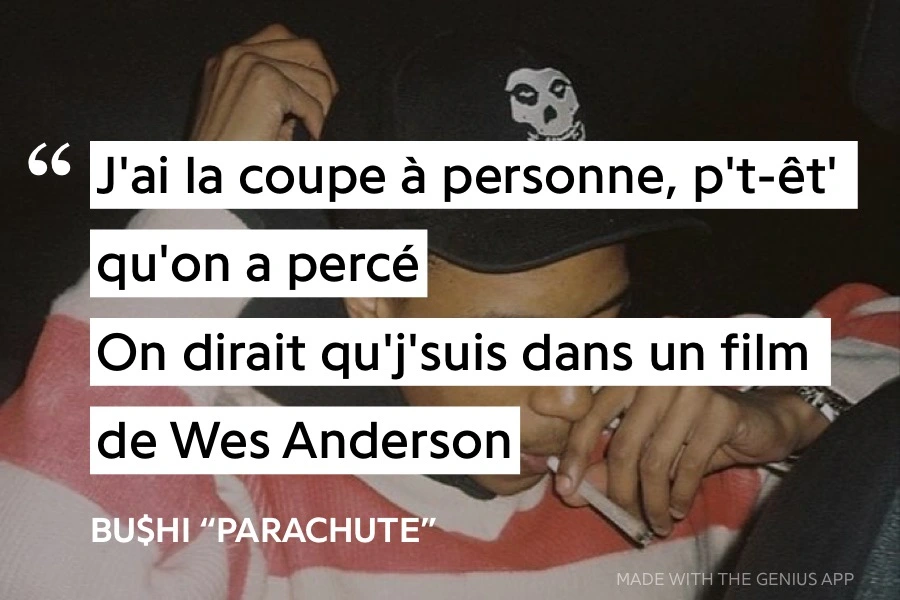 “
J'ai la coupe à personne, p't-êt'
qu'on a percé
On dirait qu'j'suis dans un film
de Wes Anderson
BU$HI “PARACHUTE”
MADE WITH THE GENIUS APP